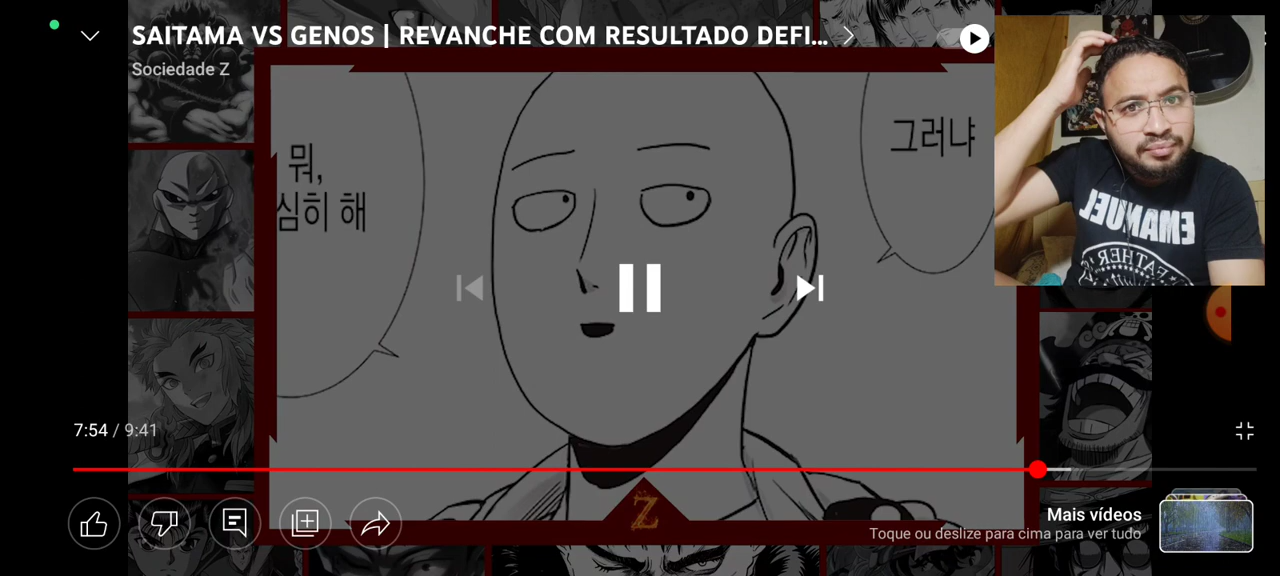 SAITAMA VS GENOS | REVANCHE COM RESULTADO DEFI...
Sociedade Z
뭐,
심히 해
그러냐
EMANUEL
FATHER
7:54 / 9:41
Z
Mais vídeos
Toque ou deslize para cima para ver tudo